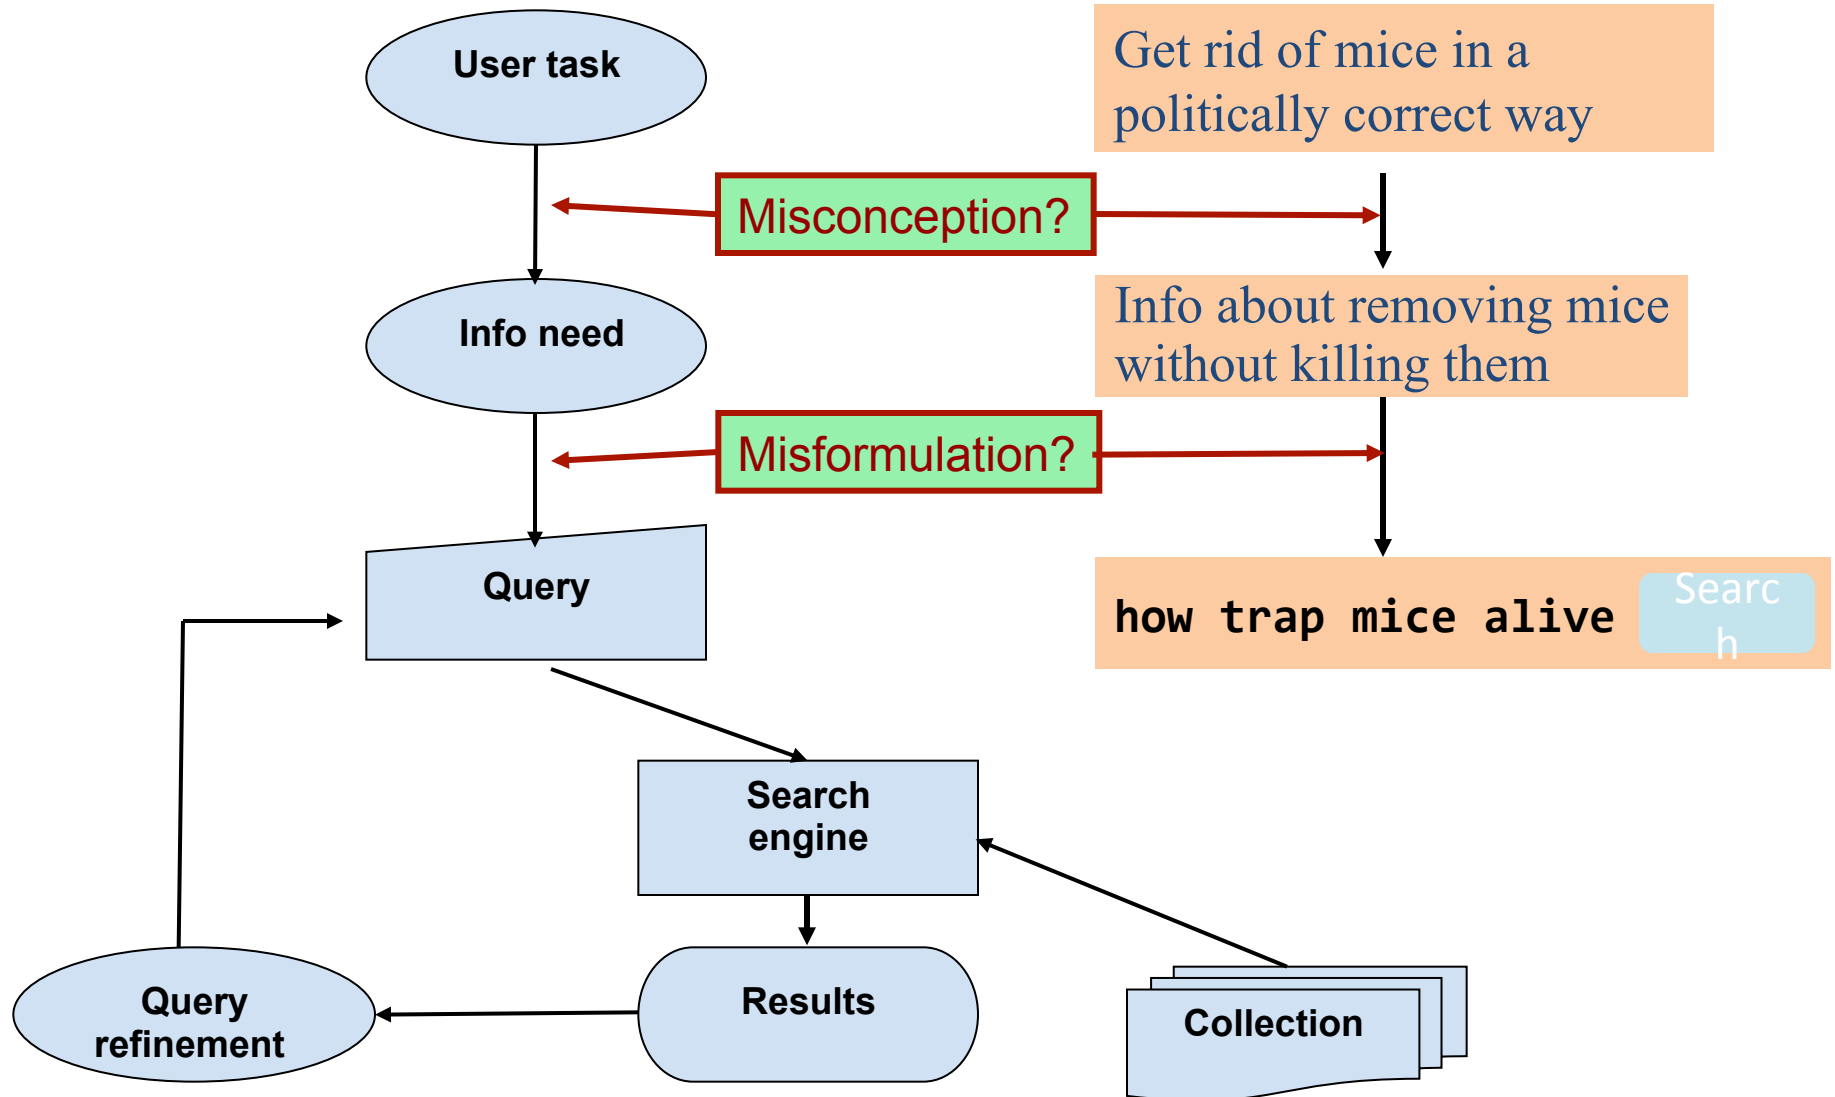 User task
Get rid of mice in a
politically correct way
Misconception?
Info need
Info about removing mice
without killing them
Misformulation?
Query
how trap mice alive
Searc
h
Search
engine
Results
Query
refinement
Collection